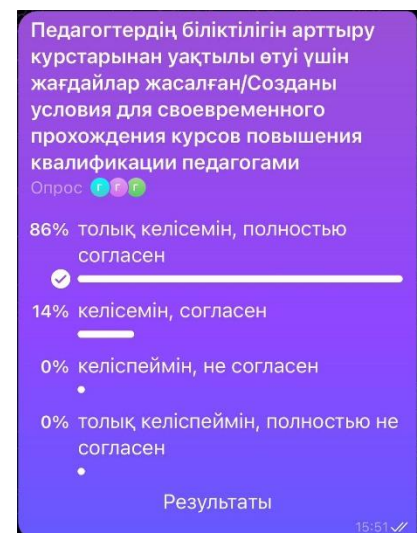 Педагогтердің біліктілігін арттыру
курстарынан уақтылы өтуі үшін
жағдайлар жасалған/Созданы
условия для своевременного
прохождения курсов повышения
квалификации педагогами
Опрос Г Г Г
86% толық келісемін, полностью
согласен
14% келісемін, согласен
0% келіспеймін, не согласен
0% толық келіспеймін, полностью не
согласен
Результаты
15:51